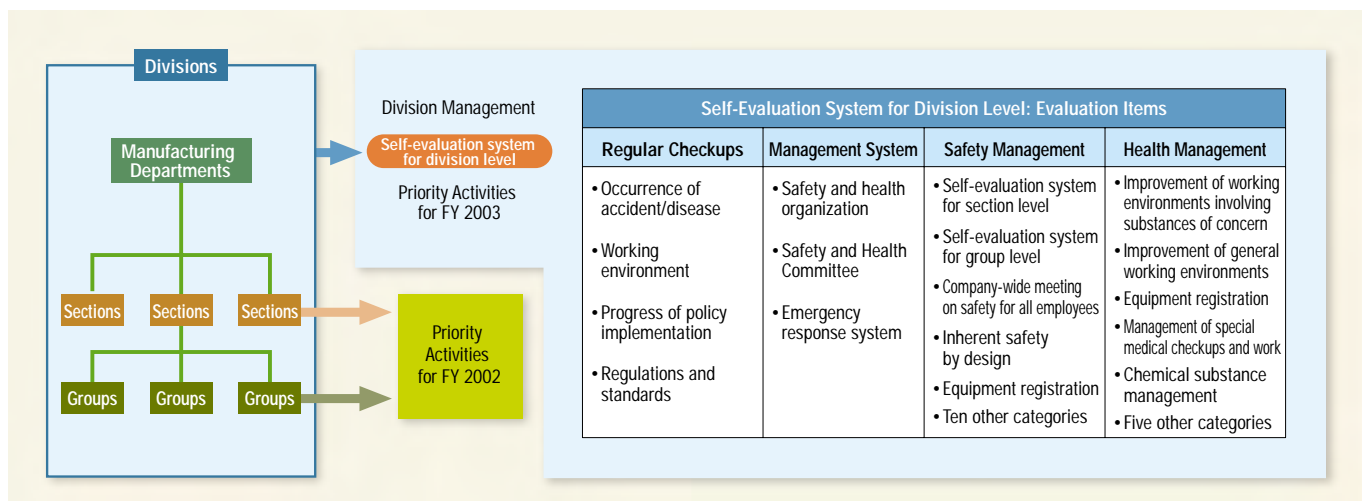 Divisions
Manufacturing
Departments
Sections
Sections
Sections
Groups
Groups
Groups
Division Management
Self-evaluation system
for division level
Priority Activities
for FY 2003
Priority
Activities
for FY 2002
Self-Evaluation System for Division Level: Evaluation Items
Regular Checkups
• Occurrence of
accident/disease
• Working
environment
• Progress of policy
implementation
• Regulations and
standards
Management System
• Safety and health
organization
• Safety and Health
Committee
• Emergency
response system
Safety Management
• Self-evaluation system
for section level
• Self-evaluation system
for group level
• Company-wide meeting
on safety for all employees
• Inherent safety
by design
• Equipment registration
• Ten other categories
Health Management
• Improvement of working
environments involving
substances of concern
• Improvement of general
working environments
• Equipment registration
• Management of special
medical checkups and work
• Chemical substance
management
• Five other categories